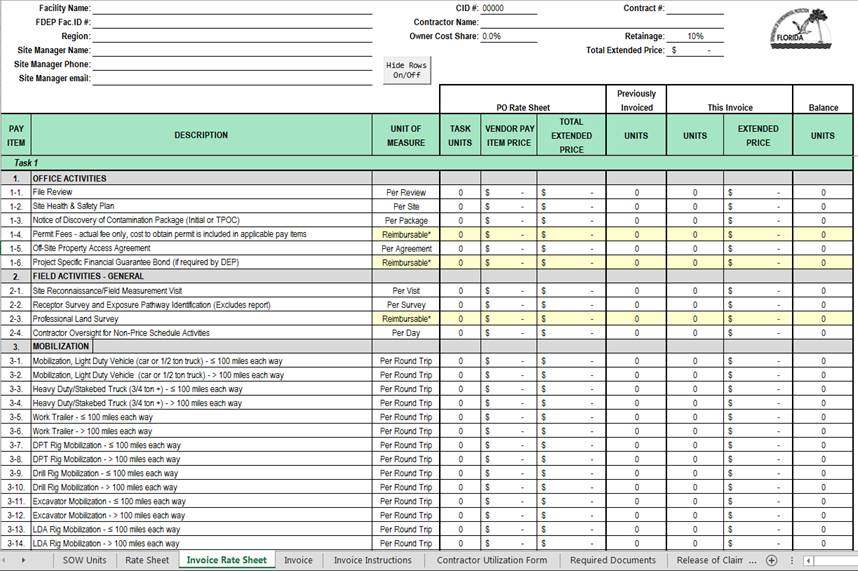 Facility Name: CID #: 00000 Contract #:
FDEP Fac.ID #: Contractor Name:
Region: Owner Cost Share: 0.0% Retainage: 10%
Site Manager Name: Total Extended Price: $ -
Site Manager Phone:
Site Manager email:
Hide Rows
On/Off
FLORIDA
PO Rate Sheet Previously Invoiced This Invoice Balance
PAY ITEM DESCRIPTION UNIT OF MEASURE TASK UNITS VENDOR PAY ITEM PRICE TOTAL EXTENDED PRICE UNITS UNITS EXTENDED PRICE UNITS
Task 1
1. OFFICE ACTIVITIES
1-1. File Review Per Review 0 $ - $ - 0 0 $ - 0
1-2. Site Heath & Safety Plan Per Site 0 $ - $ - 0 0 $ - 0
1-3. Notice of Discovery of Contamination Package (Initial or TPOC) Per Package 0 $ - $ - 0 0 $ - 0
1-4. Permit Fees - actual fee only, cost to obtain permit is included in applicable pay items Reimbursable* 0 $ - $ - 0 0 $ - 0
1-5. Off-Site Property Access Agreement Per Agreement 0 $ - $ - 0 0 $ - 0
1-6. Project Specific Financial Guarantee Bond (if required by DEP) Reimbursable* 0 $ - $ - 0 0 $ - 0
2. FIELD ACTIVITIES - GENERAL
2-1. Site Reconnaissance/Field Measurement Visit Per Visit 0 $ - $ - 0 0 $ - 0
2-2. Receptor Survey and Exposure Pathway Identification (Excludes report) Per Survey 0 $ - $ - 0 0 $ - 0
2-3. Professional Land Survey Reimbursable* 0 $ - $ - 0 0 $ - 0
2-4. Contractor Oversight for Non-Price Schedule Activities Per Day 0 $ - $ - 0 0 $ - 0
3. MOBILIZATION
3-1. Mobilization, Light Duty Vehicle (car or 1/2 ton truck) - ≤ 100 miles each way Per Round Trip 0 $ - $ - 0 0 $ - 0
3-2. Mobilization, Light Duty Vehicle (car or 1/2 ton truck) - > 100 miles each way Per Round Trip 0 $ - $ - 0 0 $ - 0
3-3. Heavy Duty/Stakebed Truck (3/4 ton +) - ≤ 100 miles each way Per Round Trip 0 $ - $ - 0 0 $ - 0
3-4. Heavy Duty/Stakebed Truck (3/4 ton +) - > 100 miles each way Per Round Trip 0 $ - $ - 0 0 $ - 0
3-5. Work Trailer - ≤ 100 miles each way Per Round Trip 0 $ - $ - 0 0 $ - 0
3-6. Work Trailer - > 100 miles each way Per Round Trip 0 $ - $ - 0 0 $ - 0
3-7. DPT Rig Mobilization - ≤ 100 miles each way Per Round Trip 0 $ - $ - 0 0 $ - 0
3-8. DPT Rig Mobilization - > 100 miles each way Per Round Trip 0 $ - $ - 0 0 $ - 0
3-9. Drill Rig Mobilization - ≤ 100 miles each way Per Round Trip 0 $ - $ - 0 0 $ - 0
3-10. Drill Rig Mobilization - > 100 miles each way Per Round Trip 0 $ - $ - 0 0 $ - 0
3-11. Excavator Mobilization - ≤ 100 miles each way Per Round Trip 0 $ - $ - 0 0 $ - 0
3-12. Excavator Mobilization - > 100 miles each way Per Round Trip 0 $ - $ - 0 0 $ - 0
3-13. LDA Rig Mobilization - ≤ 100 miles each way Per Round Trip 0 $ - $ - 0 0 $ - 0
3-14. LDA Rig Mobilization - > 100 miles each way Per Round Trip 0 $ - $ - 0 0 $ - 0
SOW Units Rate Sheet Invoice Rate Sheet Invoice Invoice Instructions Contractor Utilization Form Required Documents Release of Claim ...